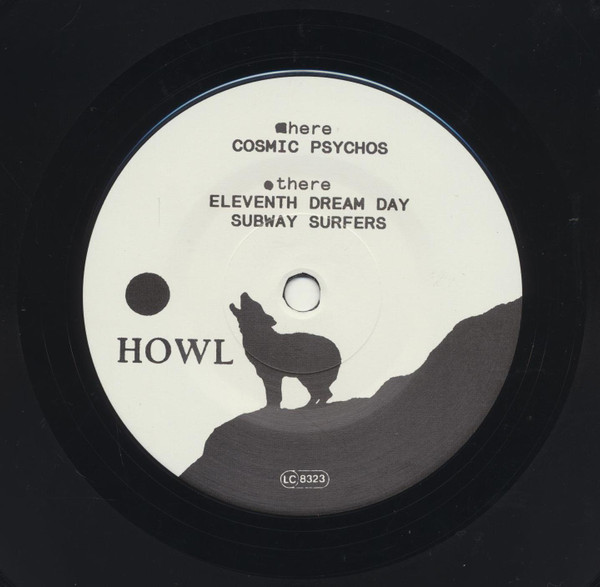 here
COSMIC PSYCHOS
there
ELEVENTH DREAM DAY
SUBWAY SURFERS
HOWL
LC 8323